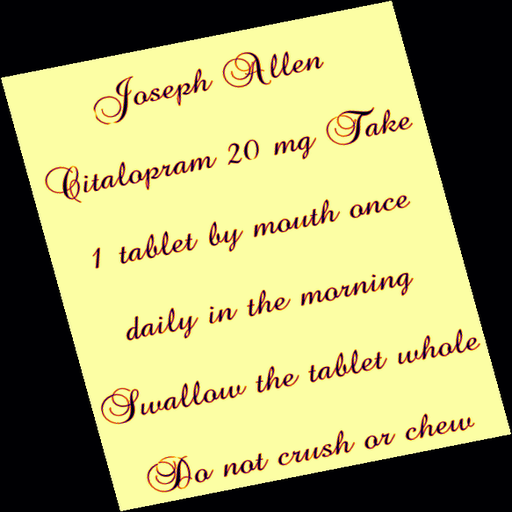 Joseph Allen
Citalopram 20 mg Take
1 tablet by mouth once
daily in the morning
Swallow the tablet whole
Do not crush or chew